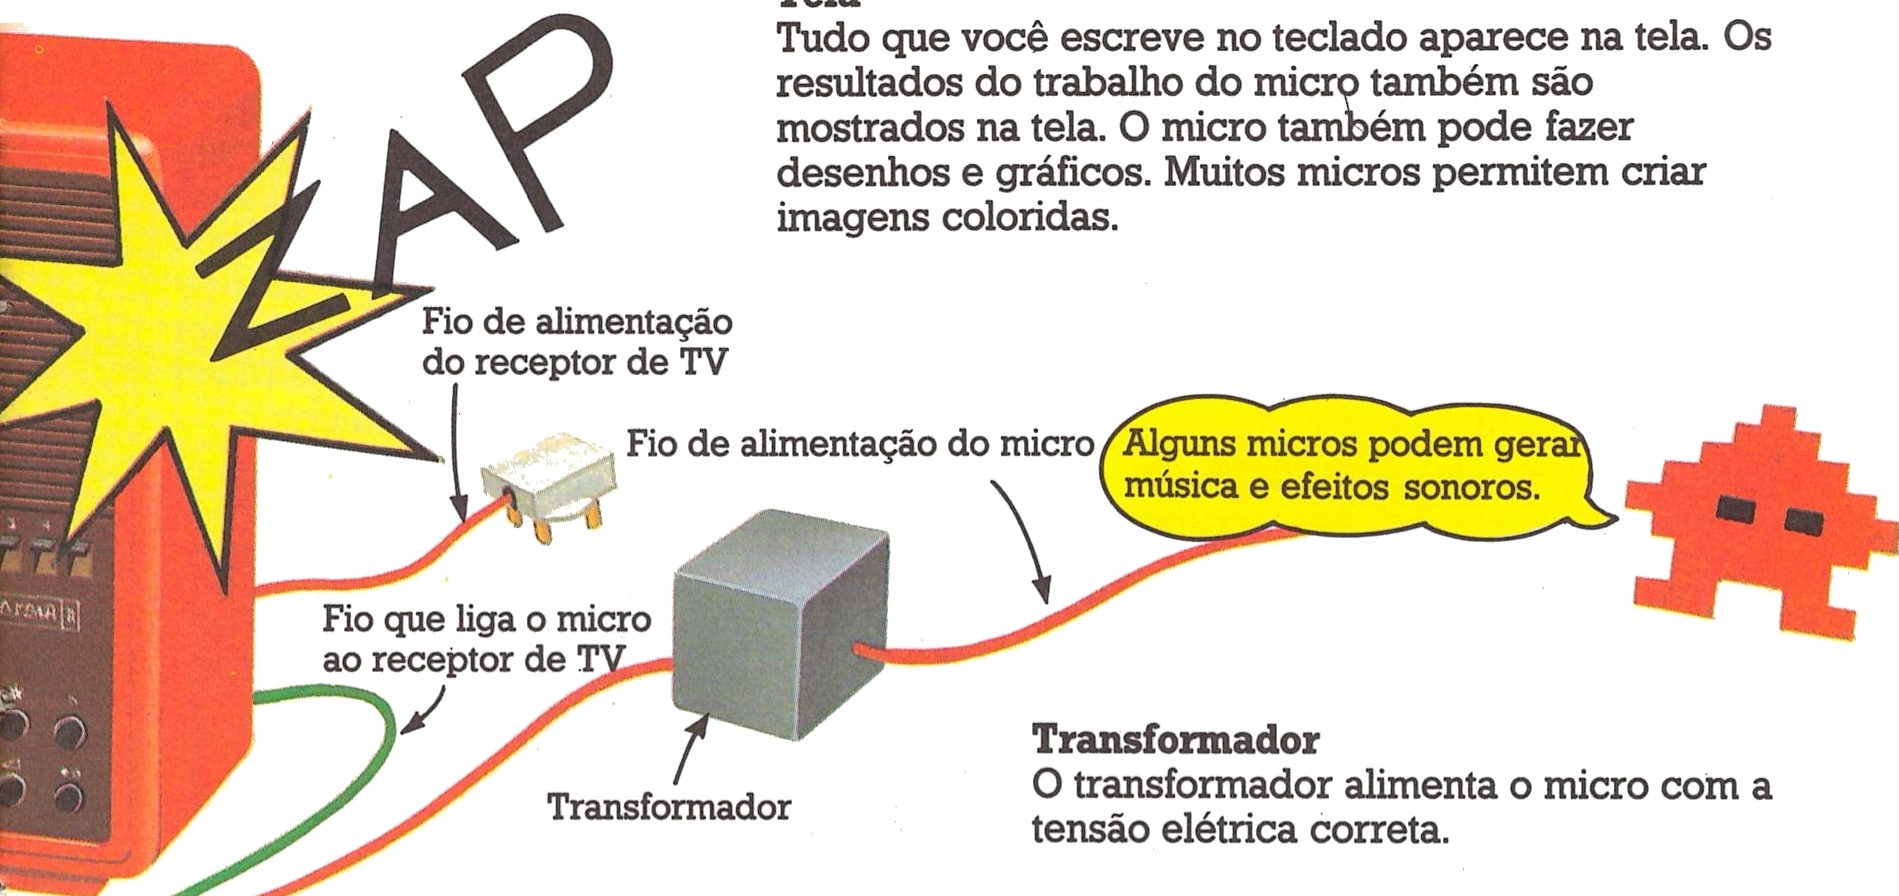 Tela
Tudo que você escreve no teclado aparece na tela. Os
resultados do trabalho do micro também são
mostrados na tela. O micro também pode fazer
desenhos e gráficos. Muitos micros permitem criar
imagens coloridas.
ZAP
Fio de alimentação
do receptor de TV
Fio de alimentação do micro
Alguns micros podem gerar
música e efeitos sonoros.
3 4
Fio que liga o micro
ao receptor de TV
Transformador
Transformador
O transformador alimenta o micro com a
tensão elétrica correta.